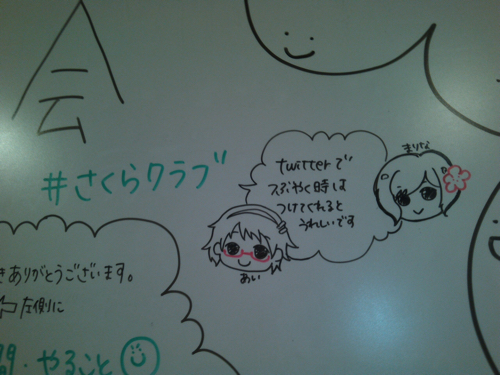 会
#さくらクラブ
twitterで
つぶやく時は
つけてくれると
うれしいです
まりな
あい
きありがとうございます。
左側に
・やること